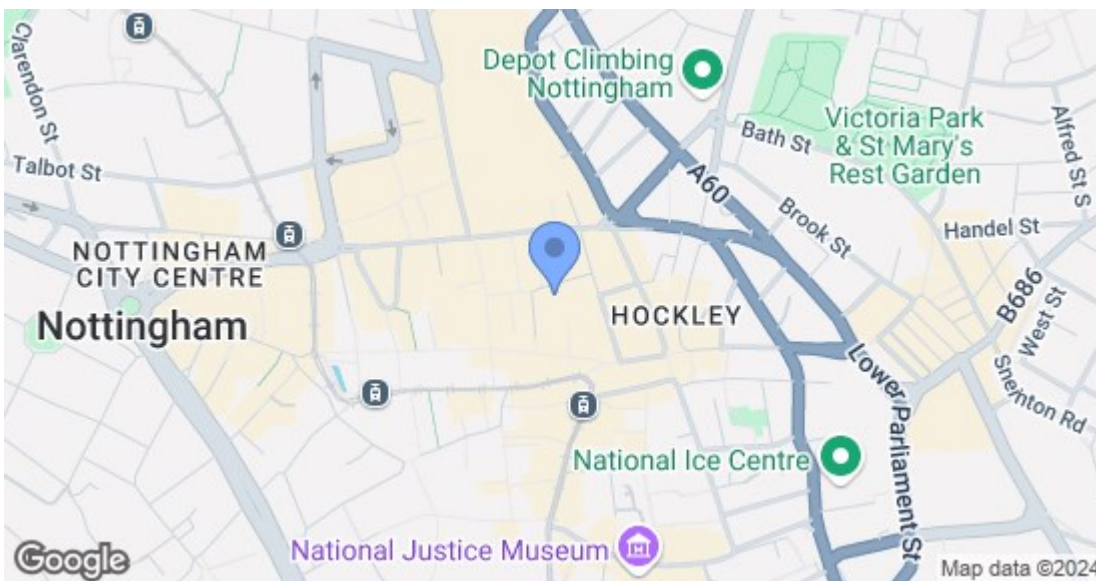 Clarendon St
Talbot St
NOTTINGHAM
CITY CENTRE
Nottingham
Depot Climbing
Nottingham
A60
Bath St
Victoria Park
& St Mary's
Rest Garden
Alfred St S
Brook St
Handel St
HOCKLEY
B686
West St
Sneinton Rd
Lower Parliament St
National Ice Centre
National Justice Museum
Google
Map data ©2024